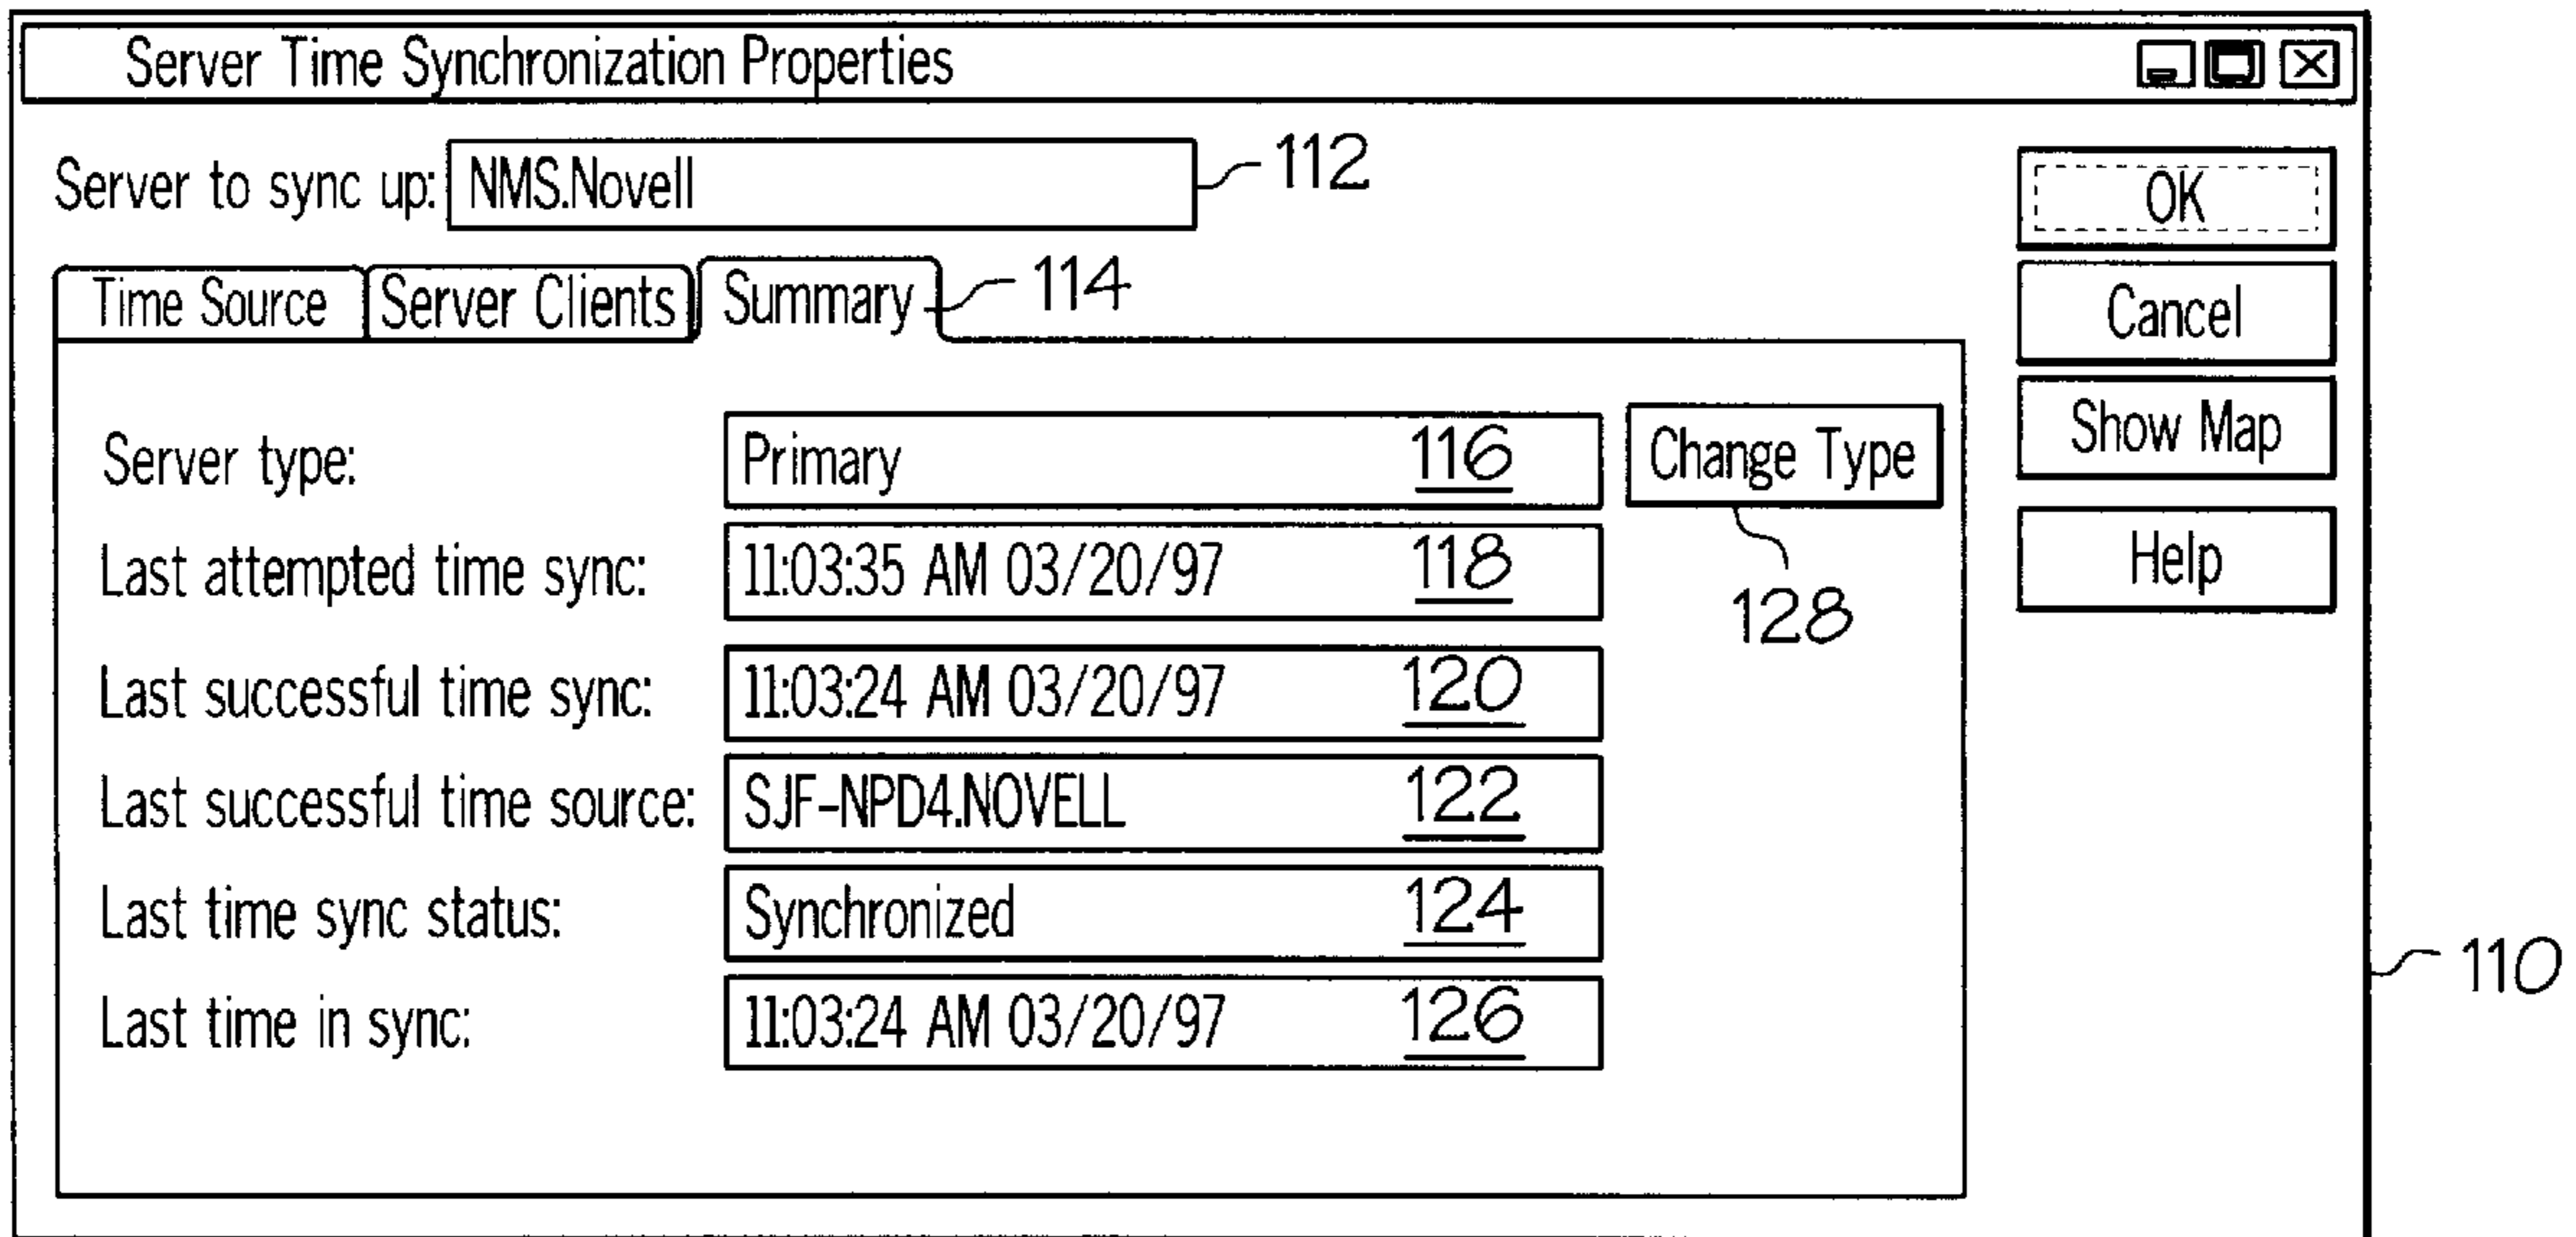 Server Time Synchronization Properties
Server to sync up: NMS.Novell 112
OK
Time Source Server Clients Summary 114
Cancel
Show Map
Server type: Primary 116 Change Type
Last attempted time sync: 11:03:35 AM 03/20/97 118
Help
128
Last successful time sync: 11:03:24 AM 03/20/97 120
Last successful time source: SJF-NPD4.NOVELL 122
Last time sync status: Synchronized 124
110
Last time in sync: 11:03:24 AM 03/20/97 126